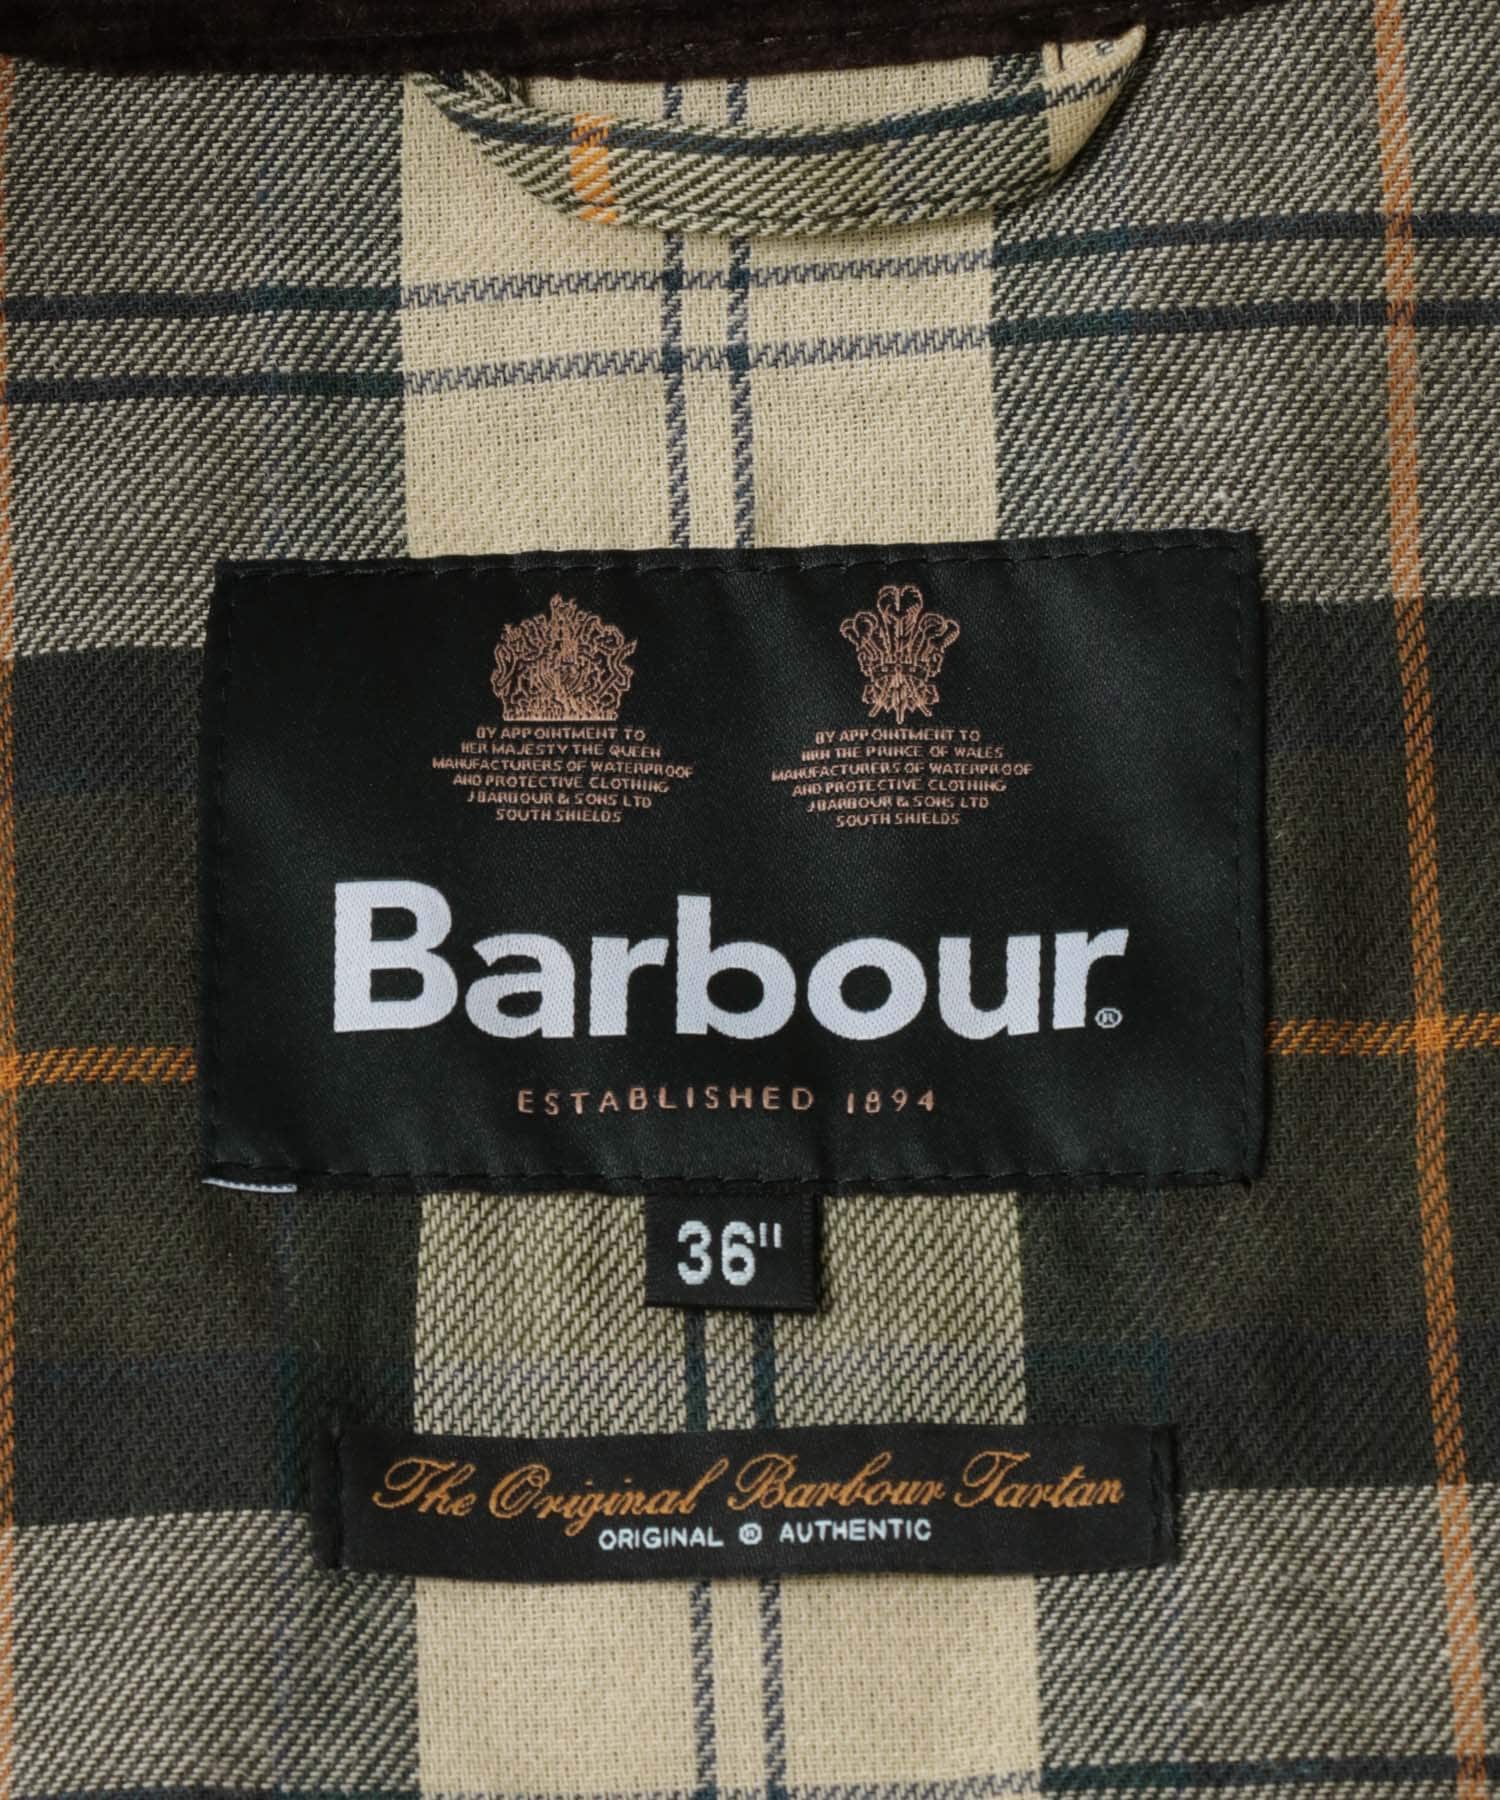 BY APPOINTMENT TO
HER MAJESTY THE QUEEN
MANUFACTURERS OF WATERPROOF
AND PROTECTIVE CLOTHING
J BARBOUR & SONS LTD
SOUTH SHIELDS
BY APPOINTMENT TO
HRH THE PRINCE OF WALES
MANUFACTURERS OF WATERPROOF
AND PROTECTIVE CLOTHING
J BARBOUR & SONS LTD
SOUTH SHIELDS
Barbour®
ESTABLISHED 1894
36"
The Original Barbour Tartan
ORIGINAL ® AUTHENTIC